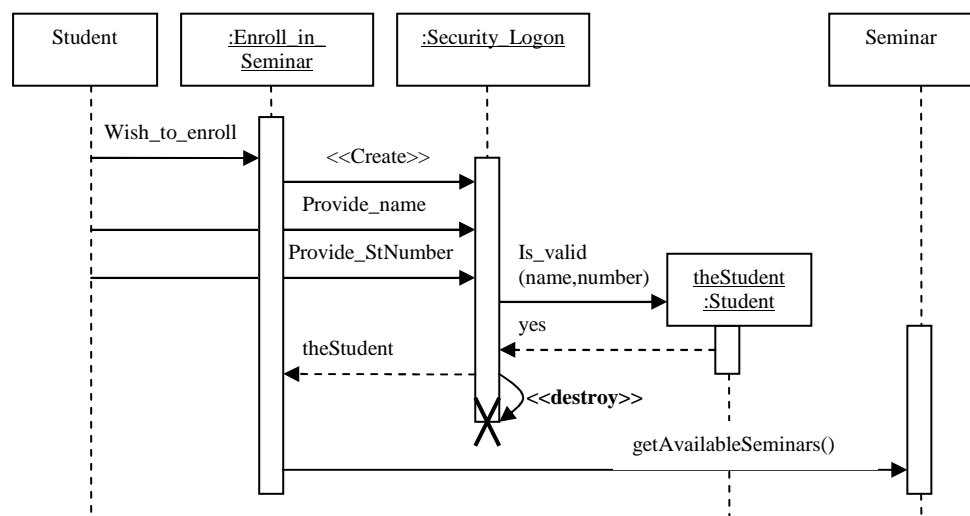 Student
:Enroll_in_
Seminar
:Security_Logon
Seminar
Wish_to_enroll
<<Create>>
Provide_name
Provide_StNumber
Is_valid
(name,number)
theStudent
:Student
yes
theStudent
<<destroy>>
getAvailableSeminars()